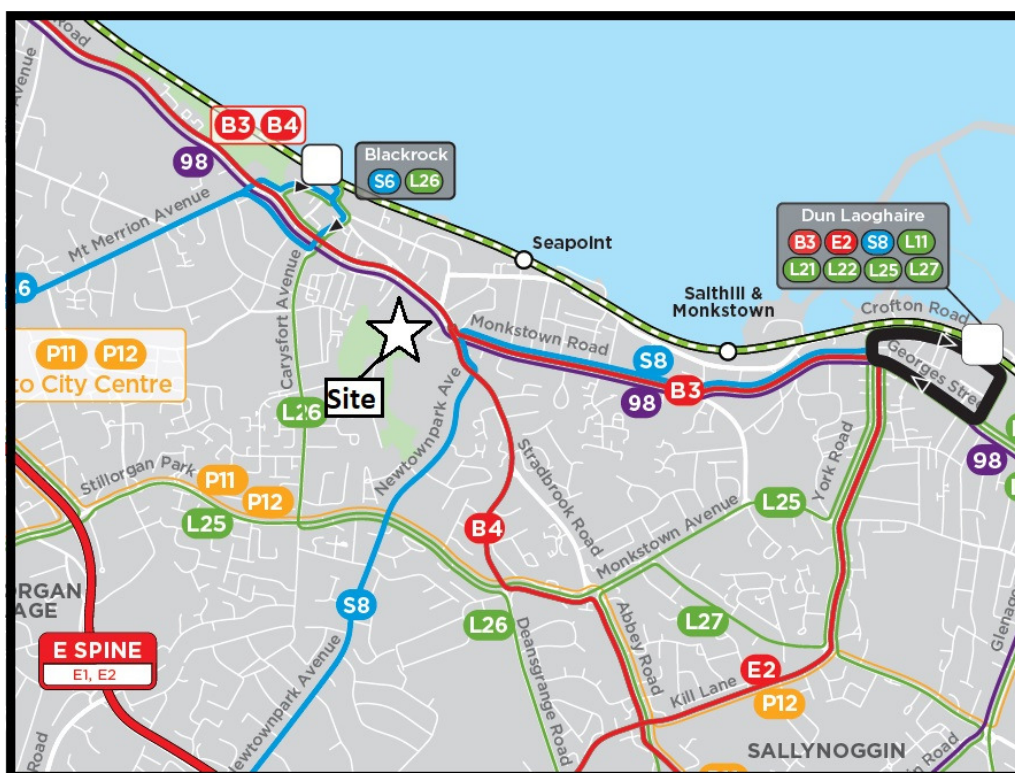 Road
Avenue
B3 B4
98
Blackrock
S6 L26
Mt Merrion Avenue
Seapoint
Dun Laoghaire
B3 E2 S8 L11
L21 L22 L25 L27
Salthill &
Monkstown
Crofton Road
Georges Stre
Carysfort Avenue
Monkstown Road
S8
B3
98
P11 P12
to City Centre
Site
L26
Newtownpark Ave
Stradbrook Road
York Road
98
Stillorgan Park
P11
P12
L25
B4
Monkstown Avenue
L25
ORGAN
AGE
S8
L26
Abbey Road
L27
Glenage
E SPINE
E1, E2
Newtownpark Avenue
Deansgrange Road
E2
Kill Lane
P12
SALLYNOGGIN
Road
Road